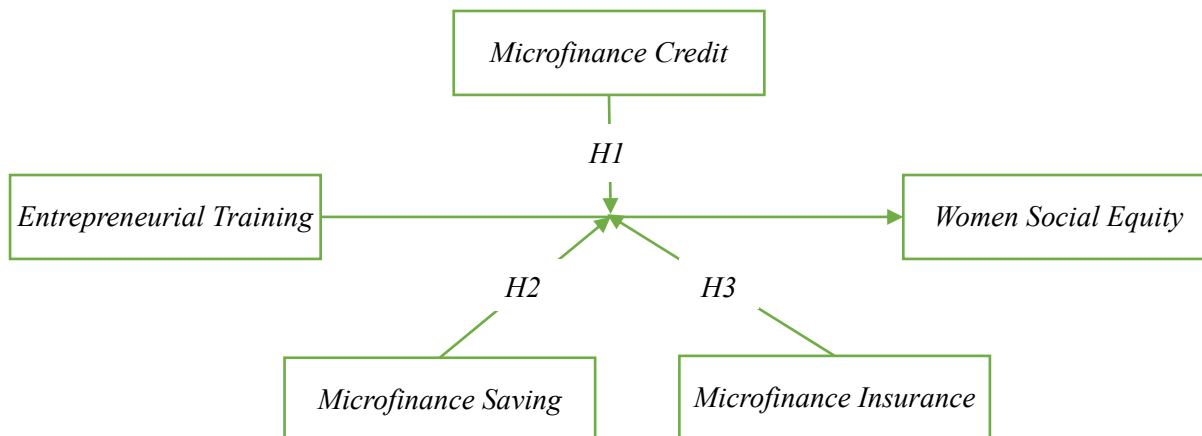 Microfinance Credit
H1
Entrepreneurial Training
Women Social Equity
H2
H3
Microfinance Saving
Microfinance Insurance